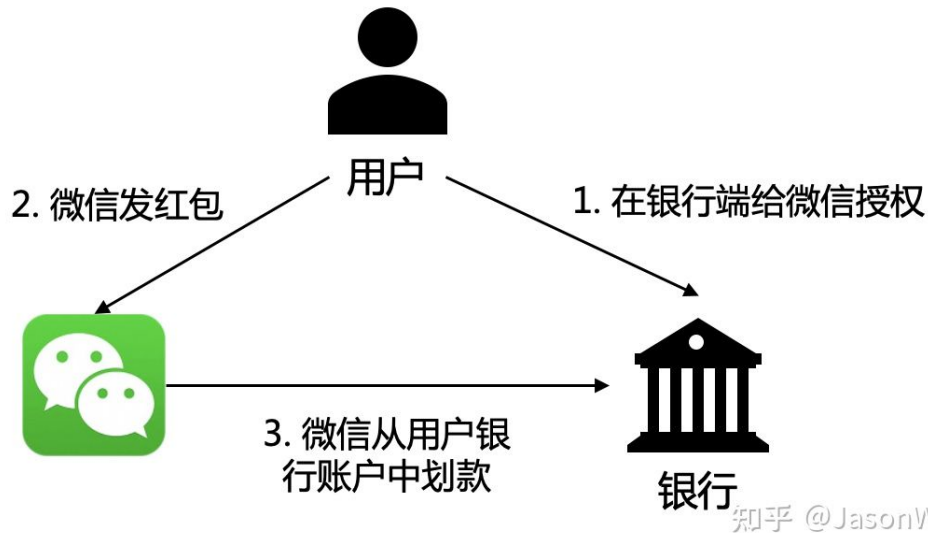 用户
2. 微信发红包
1. 在银行端给微信授权
3. 微信从用户银
行账户中划款
银行
知乎 @JasonW